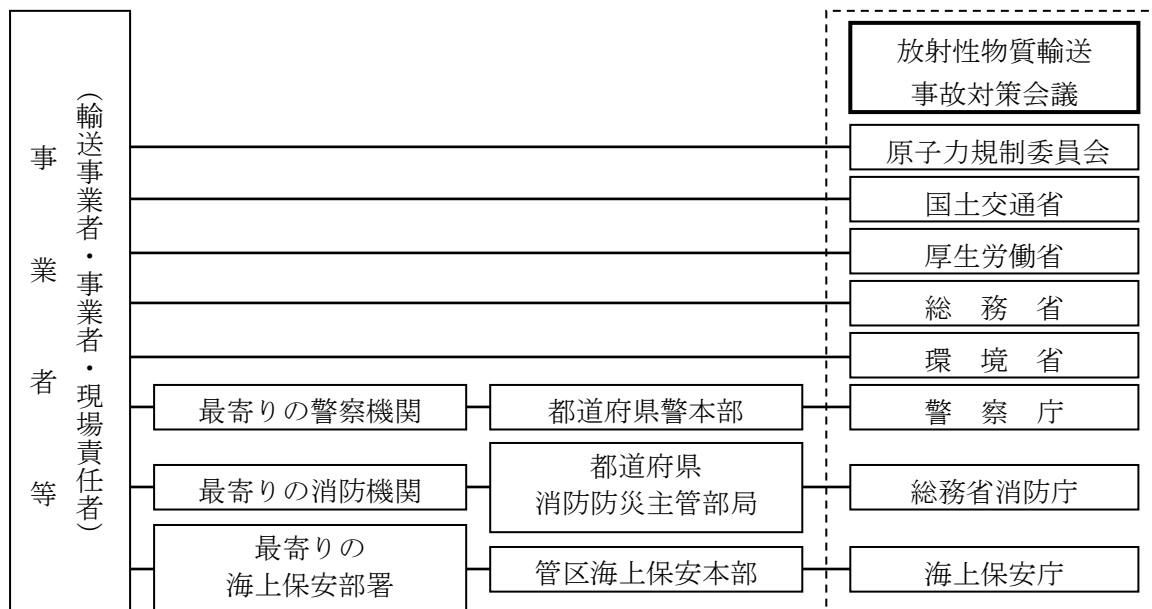 事業者等
（輸送事業者・事業者・現場責任者）
放射性物質輸送
事故対策会議
原子力規制委員会
国土交通省
厚生労働省
総　務　省
環　境　省
最寄りの警察機関
都道府県警本部
警　察　庁
最寄りの消防機関
都道府県
消防防災主管部局
総務省消防庁
最寄りの
海上保安部署
管区海上保安本部
海上保安庁